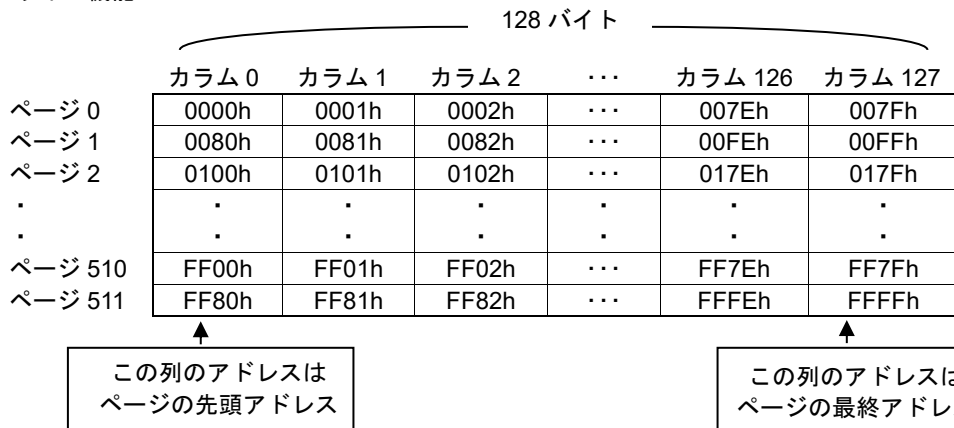 128 バイト
カラム 0 カラム 1 カラム 2 ・・・ カラム 126 カラム 127
ページ 0 0000h 0001h 0002h ・・・ 007Eh 007Fh
ページ 1 0080h 0081h 0082h ・・・ 00FEh 00FFh
ページ 2 0100h 0101h 0102h ・・・ 017Eh 017Fh
・ ・ ・ ・ ・ ・ ・
・ ・ ・ ・ ・ ・ ・
ページ 510 FF00h FF01h FF02h ・・・ FF7Eh FF7Fh
ページ 511 FF80h FF81h FF82h ・・・ FFFEh FFFFh
この列のアドレスは
ページの先頭アドレス
この列のアドレスは
ページの最終アドレ